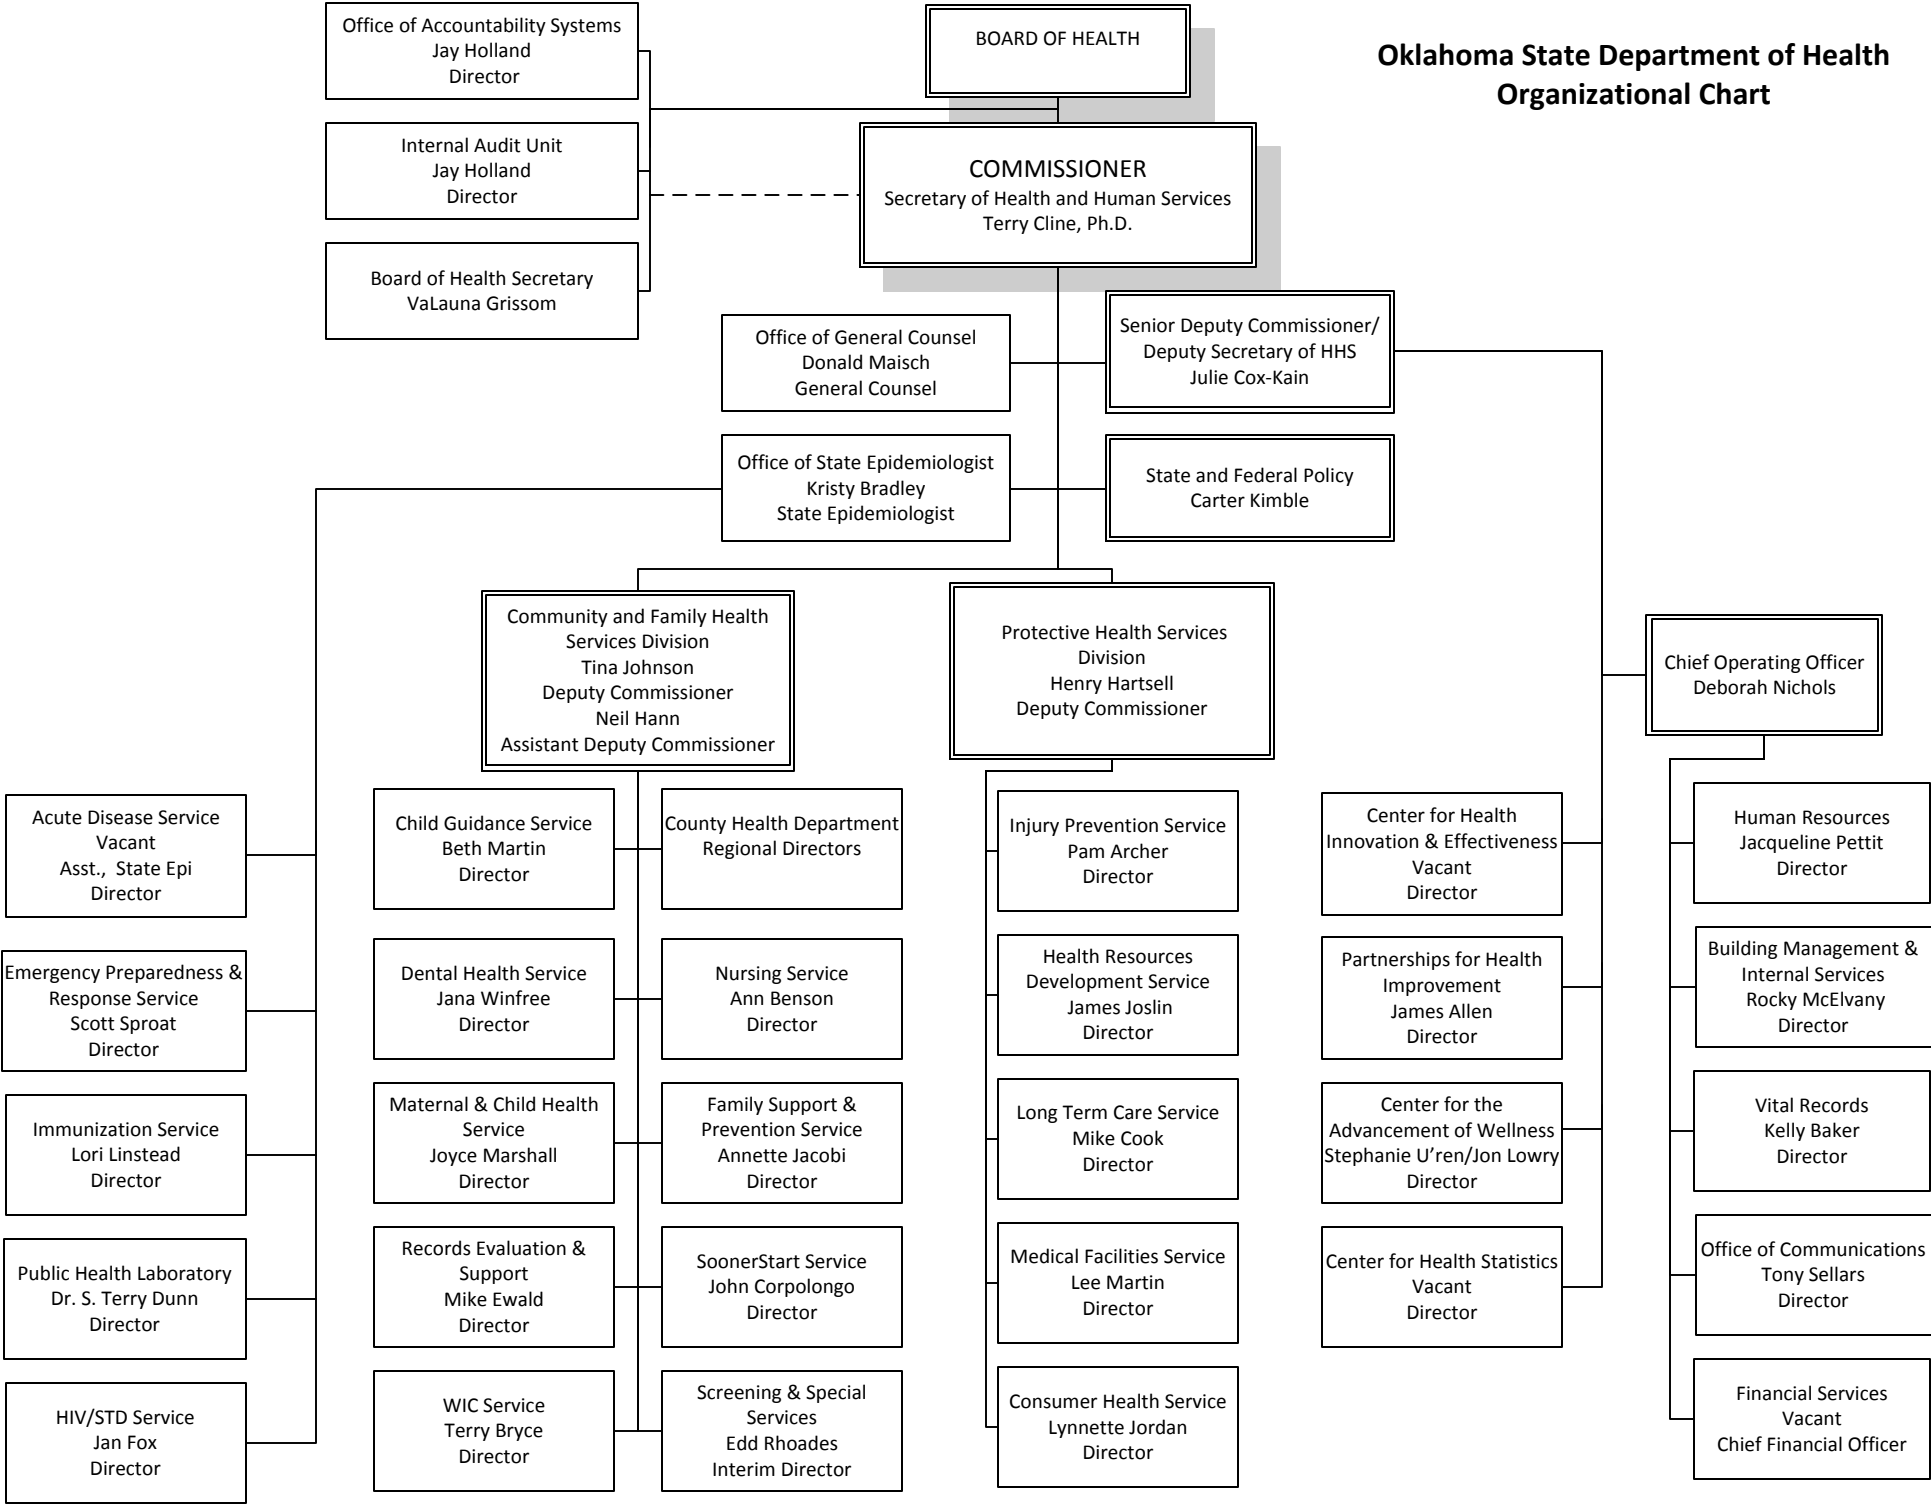 Office of Accountability Systems
Jay Holland
Director
BOARD OF HEALTH
Oklahoma State Department of Health
Organizational Chart
Internal Audit Unit
Jay Holland
Director
COMMISSIONER
Secretary of Health and Human Services
Terry Cline, Ph.D.
Board of Health Secretary
VaLauna Grissom
Office of General Counsel
Donald Maisch
General Counsel
Senior Deputy Commissioner/
Deputy Secretary of HHS
Julie Cox-Kain
Office of State Epidemiologist
Kristy Bradley
State Epidemiologist
State and Federal Policy
Carter Kimble
Community and Family Health
Services Division
Tina Johnson
Deputy Commissioner
Neil Hann
Assistant Deputy Commissioner
Protective Health Services
Division
Henry Hartsell
Deputy Commissioner
Chief Operating Officer
Deborah Nichols
Acute Disease Service
Vacant
Asst.,  State Epi
Director
Emergency Preparedness &
Response Service
Scott Sproat
Director
Immunization Service
Lori Linstead
Director
Public Health Laboratory
Dr. S. Terry Dunn
Director
HIV/STD Service
Jan Fox
Director
Child Guidance Service
Beth Martin
Director
Dental Health Service
Jana Winfree
Director
Maternal & Child Health
Service
Joyce Marshall
Director
Records Evaluation &
Support
Mike Ewald
Director
WIC Service
Terry Bryce
Director
County Health Department
Regional Directors
Nursing Service
Ann Benson
Director
Family Support &
Prevention Service
Annette Jacobi
Director
SoonerStart Service
John Corpolongo
Director
Screening & Special
Services
Edd Rhoades
Interim Director
Injury Prevention Service
Pam Archer
Director
Health Resources
Development Service
James Joslin
Director
Long Term Care Service
Mike Cook
Director
Medical Facilities Service
Lee Martin
Director
Consumer Health Service
Lynnette Jordan
Director
Center for Health
Innovation & Effectiveness
Vacant
Director
Partnerships for Health
Improvement
James Allen
Director
Center for the
Advancement of Wellness
Stephanie U’ren/Jon Lowry
Director
Center for Health Statistics
Vacant
Director
Human Resources
Jacqueline Pettit
Director
Building Management &
Internal Services
Rocky McElvany
Director
Vital Records
Kelly Baker
Director
Office of Communications
Tony Sellars
Director
Financial Services
Vacant
Chief Financial Officer